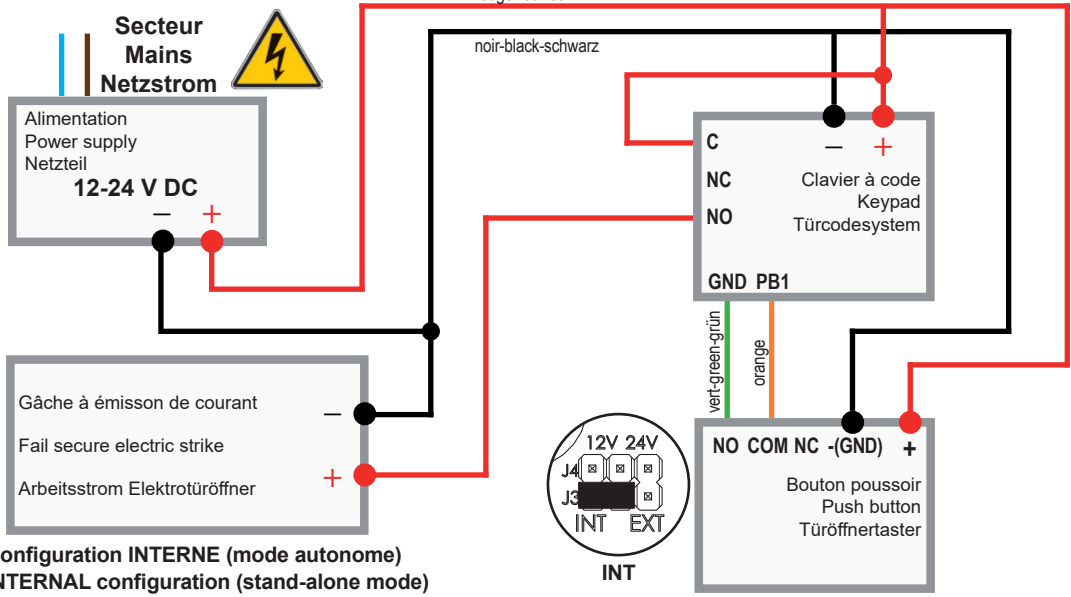 noir-black-schwarz
Secteur
Mains
Netzstrom
Alimentation
Power supply
Netzteil
12-24 V DC
– +
C
NC
NO
– +
Clavier à code
Keypad
Türcodesystem
GND PB1
vert-green-grün
orange
Gâche à émisson de courant
Fail secure electric strike
Arbeitsstrom Elektrotüröffner
–
+
12V 24V
J4
J3
INT EXT
INT
NO COM NC -(GND) +
Bouton poussoir
Push button
Türöffnertaster
onfiguration INTERNE (mode autonome)
NTERNAL configuration (stand-alone mode)